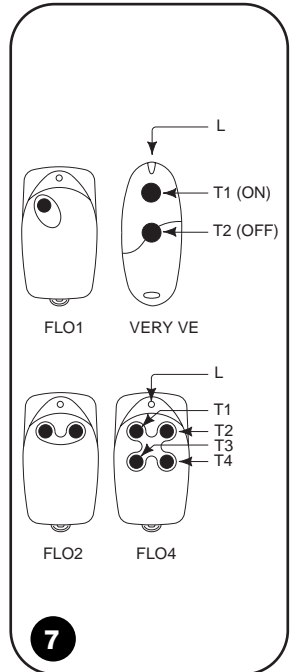 L
T1 (ON)
T2 (OFF)
FLO1
VERY VE
L
T1
T2
T3
T4
FLO2
FLO4
7